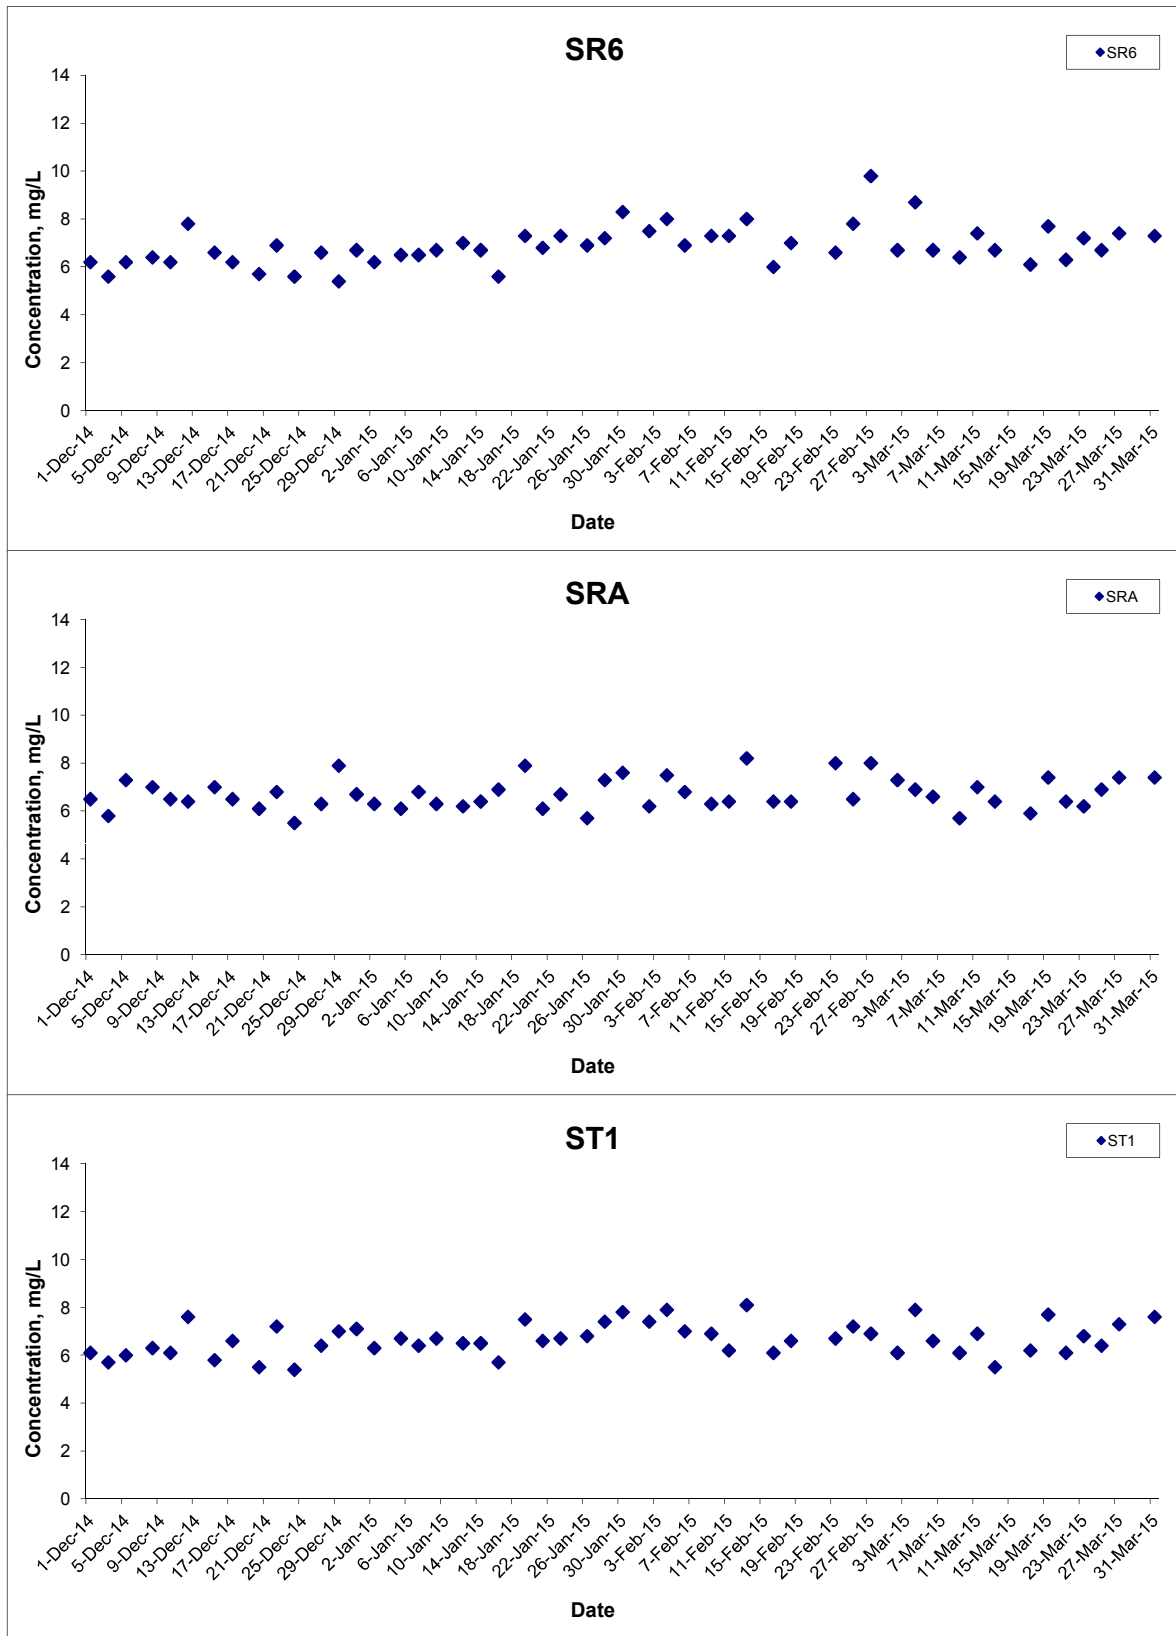 SR6
SR6
Concentration, mg/L
14
12
10
8
6
4
2
0
1-Dec-14
5-Dec-14
9-Dec-14
13-Dec-14
17-Dec-14
21-Dec-14
25-Dec-14
29-Dec-14
2-Jan-15
6-Jan-15
10-Jan-15
14-Jan-15
18-Jan-15
22-Jan-15
26-Jan-15
30-Jan-15
3-Feb-15
7-Feb-15
11-Feb-15
15-Feb-15
19-Feb-15
23-Feb-15
27-Feb-15
3-Mar-15
7-Mar-15
11-Mar-15
15-Mar-15
19-Mar-15
23-Mar-15
27-Mar-15
31-Mar-15
Date
SRA
SRA
Concentration, mg/L
14
12
10
8
6
4
2
0
1-Dec-14
5-Dec-14
9-Dec-14
13-Dec-14
17-Dec-14
21-Dec-14
25-Dec-14
29-Dec-14
2-Jan-15
6-Jan-15
10-Jan-15
14-Jan-15
18-Jan-15
22-Jan-15
26-Jan-15
30-Jan-15
3-Feb-15
7-Feb-15
11-Feb-15
15-Feb-15
19-Feb-15
23-Feb-15
27-Feb-15
3-Mar-15
7-Mar-15
11-Mar-15
15-Mar-15
19-Mar-15
23-Mar-15
27-Mar-15
31-Mar-15
Date
ST1
ST1
Concentration, mg/L
14
12
10
8
6
4
2
0
1-Dec-14
5-Dec-14
9-Dec-14
13-Dec-14
17-Dec-14
21-Dec-14
25-Dec-14
29-Dec-14
2-Jan-15
6-Jan-15
10-Jan-15
14-Jan-15
18-Jan-15
22-Jan-15
26-Jan-15
30-Jan-15
3-Feb-15
7-Feb-15
11-Feb-15
15-Feb-15
19-Feb-15
23-Feb-15
27-Feb-15
3-Mar-15
7-Mar-15
11-Mar-15
15-Mar-15
19-Mar-15
23-Mar-15
27-Mar-15
31-Mar-15
Date